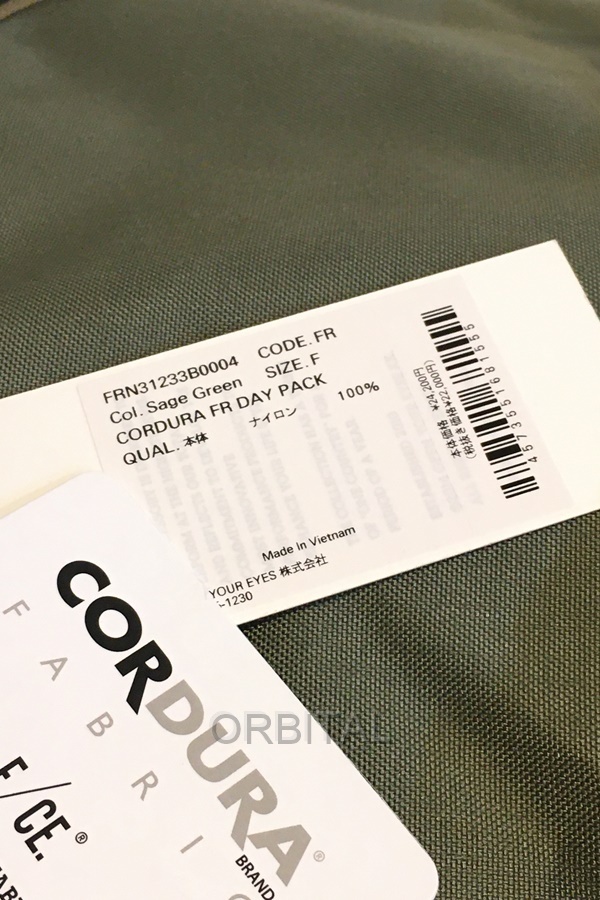 FRN31233B0004 CODE. FR
Col. Sage Green SIZE. F
CORDURA FR DAY PACK
QUAL. 本体 ナイロン 100%
本体価格 ¥24,200円
(税抜き価格¥22,000円)
4573551681555
Made in Vietnam
YOUR EYES 株式会社
-1230
CORDURA®
FABRIC
/CE.®
BRAND
ORBITAL